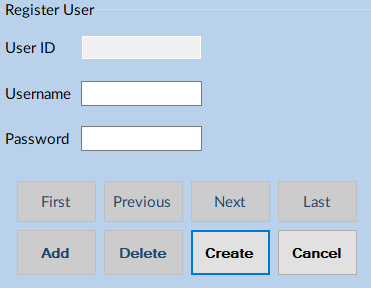 Register User
User ID
Username
Password
First Previous Next Last
Add Delete Create Cancel